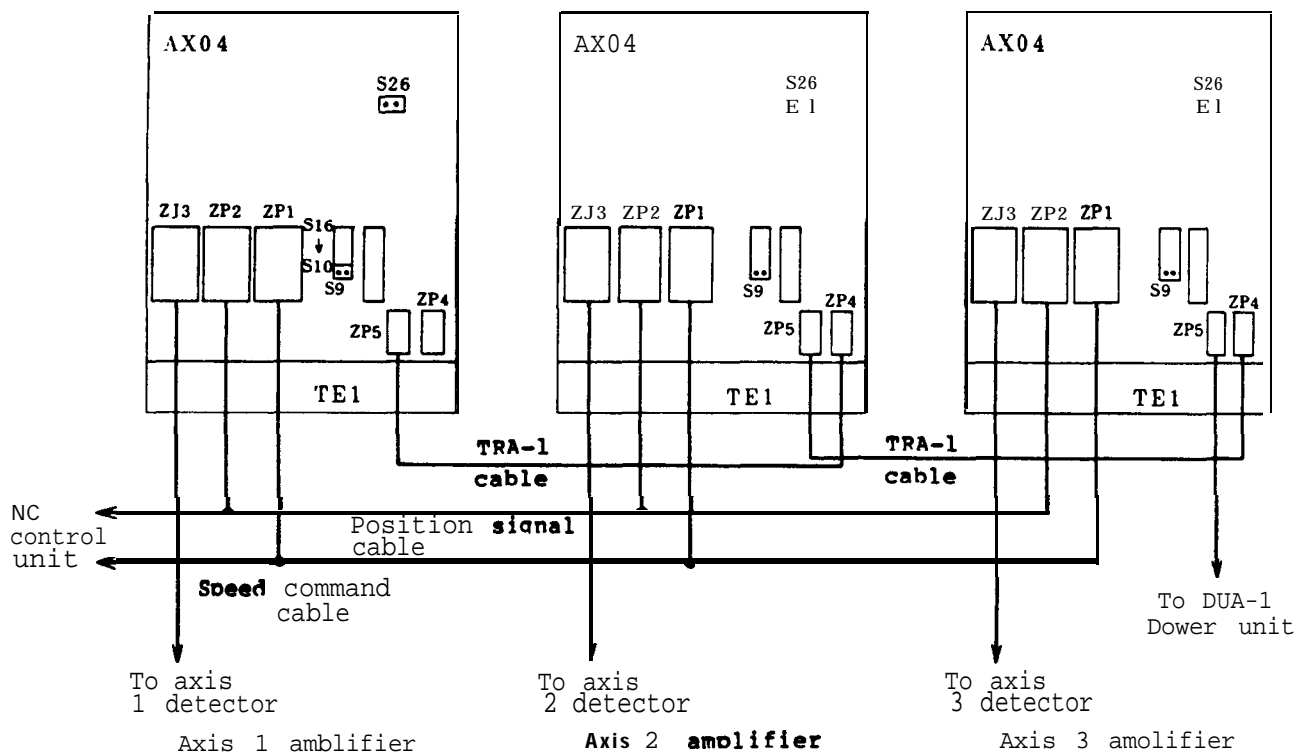 AX04
AX04
AX04
S26
S26
E1
S26
E1
ZJ3 ZP2 ZP1
S16
S10
S9
ZP5
ZP4
ZJ3 ZP2 ZP1
S9
ZP5
ZP4
ZJ3 ZP2 ZP1
S9
ZP5
ZP4
TE1
TE1
TE1
TRA-1
cable
TRA-1
cable
NC
control
unit
Position signal
cable
Speed command
cable
To DUA-1
Dower unit
To axis
1 detector
To axis
2 detector
To axis
3 detector
Axis 1 amblifier
Axis 2 amplifier
Axis 3 amolifier